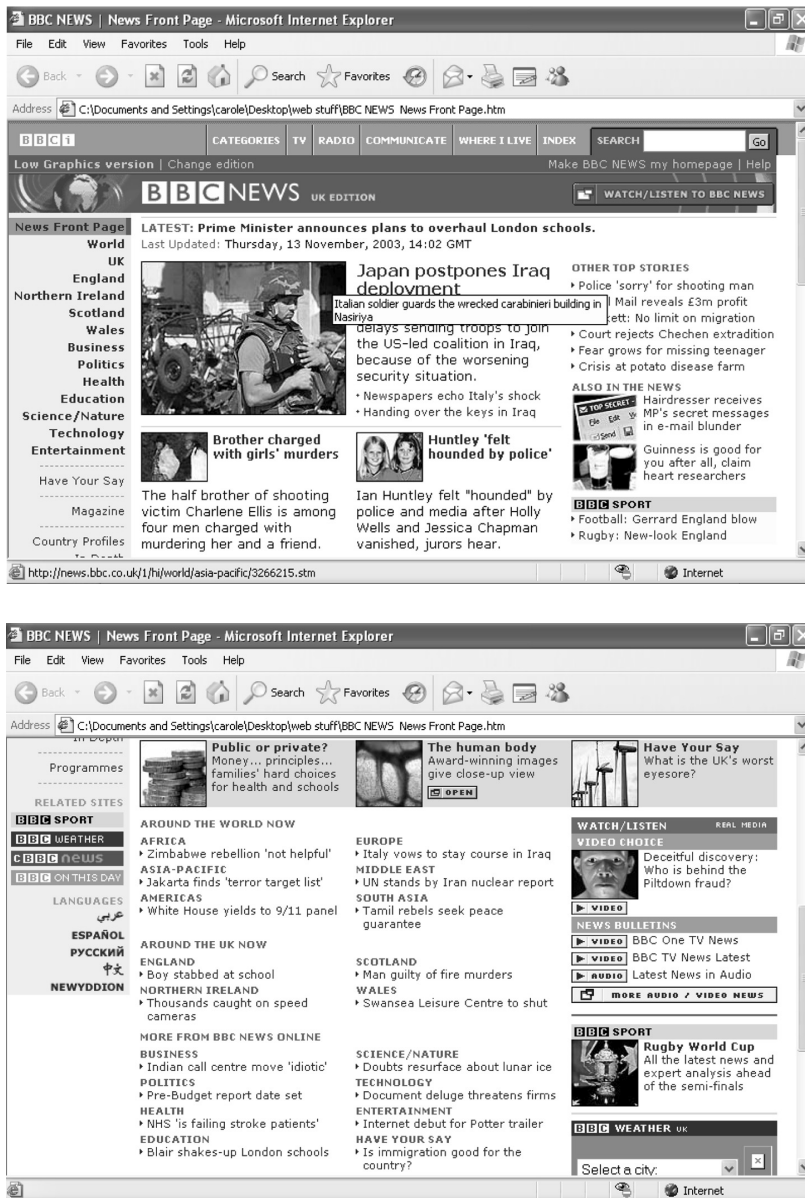 BBC NEWS | News Front Page - Microsoft Internet Explorer
File Edit View Favorites Tools Help
Back Search Favorites
Address C:\Documents and Settings\carole\Desktop\web stuff\BBC NEWS News Front Page.htm
BBCi CATEGORIES TV RADIO COMMUNICATE WHERE I LIVE INDEX SEARCH Go
Low Graphics version | Change edition Make BBC NEWS my homepage | Help
BBC NEWS UK EDITION WATCH/LISTEN TO BBC NEWS
News Front Page
World
UK
England
Northern Ireland
Scotland
Wales
Business
Politics
Health
Education
Science/Nature
Technology
Entertainment
Have Your Say
Magazine
Country Profiles
In Depth
LATEST: Prime Minister announces plans to overhaul London schools.
Last Updated: Thursday, 13 November, 2003, 14:02 GMT
Japan postpones Iraq
deployment
Italian soldier guards the wrecked carabinieri building in
Nasiriya
delays sending troops to join
the US-led coalition in Iraq,
because of the worsening
security situation.
Newspapers echo Italy's shock
Handing over the keys in Iraq
Brother charged
with girls' murders
The half brother of shooting
victim Charlene Ellis is among
four men charged with
murdering her and a friend.
Huntley 'felt
hounded by police'
Ian Huntley felt "hounded" by
police and media after Holly
Wells and Jessica Chapman
vanished, jurors hear.
OTHER TOP STORIES
Police 'sorry' for shooting man
l Mail reveals £3m profit
kett: No limit on migration
Court rejects Chechen extradition
Fear grows for missing teenager
Crisis at potato disease farm
ALSO IN THE NEWS
TOP SECRET -
File Edit
Send
Hairdresser receives
MP's secret messages
in e-mail blunder
Guinness is good for
you after all, claim
heart researchers
BBC SPORT
Football: Gerrard England blow
Rugby: New-look England
http://news.bbc.co.uk/1/hi/world/asia-pacific/3266215.stm Internet
BBC NEWS | News Front Page - Microsoft Internet Explorer
File Edit View Favorites Tools Help
Back Search Favorites
Address C:\Documents and Settings\carole\Desktop\web stuff\BBC NEWS News Front Page.htm
In Depth
Programmes
RELATED SITES
BBC SPORT
BBC WEATHER
CBBC news
BBC ON THIS DAY
LANGUAGES
عربي
ESPAÑOL
РУССКИЙ
中文
NEWYDDION
Public or private?
Money... principles...
families' hard choices
for health and schools
The human body
Award-winning images
give close-up view
OPEN
Have Your Say
What is the UK's worst
eyesore?
AROUND THE WORLD NOW
AFRICA
Zimbabwe rebellion 'not helpful'
ASIA-PACIFIC
Jakarta finds 'terror target list'
AMERICAS
White House yields to 9/11 panel
EUROPE
Italy vows to stay course in Iraq
MIDDLE EAST
UN stands by Iran nuclear report
SOUTH ASIA
Tamil rebels seek peace
guarantee
AROUND THE UK NOW
ENGLAND
Boy stabbed at school
NORTHERN IRELAND
Thousands caught on speed
cameras
SCOTLAND
Man guilty of fire murders
WALES
Swansea Leisure Centre to shut
MORE FROM BBC NEWS ONLINE
BUSINESS
Indian call centre move 'idiotic'
POLITICS
Pre-Budget report date set
HEALTH
NHS 'is failing stroke patients'
EDUCATION
Blair shakes-up London schools
SCIENCE/NATURE
Doubts resurface about lunar ice
TECHNOLOGY
Document deluge threatens firms
ENTERTAINMENT
Internet debut for Potter trailer
HAVE YOUR SAY
Is immigration good for the
country?
WATCH/LISTEN REAL MEDIA
VIDEO CHOICE
Deceitful discovery:
Who is behind the
Piltdown fraud?
VIDEO
NEWS BULLETINS
VIDEO BBC One TV News
VIDEO BBC TV News Latest
AUDIO Latest News in Audio
MORE AUDIO / VIDEO NEWS
BBC SPORT
Rugby World Cup
All the latest news and
expert analysis ahead
of the semi-finals
BBC WEATHER UK
Select a city:
Internet